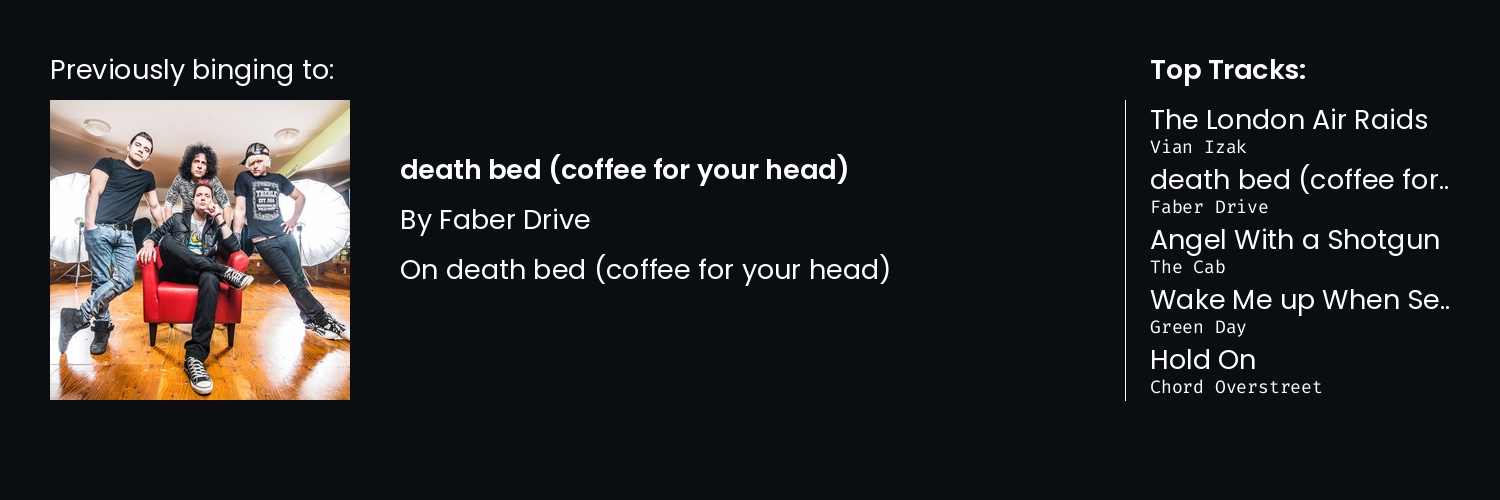 Previously binging to:
death bed (coffee for your head)
By Faber Drive
On death bed (coffee for your head)
Top Tracks:
The London Air Raids
Vian Izak
death bed (coffee for..
Faber Drive
Angel With a Shotgun
The Cab
Wake Me up When Se..
Green Day
Hold On
Chord Overstreet